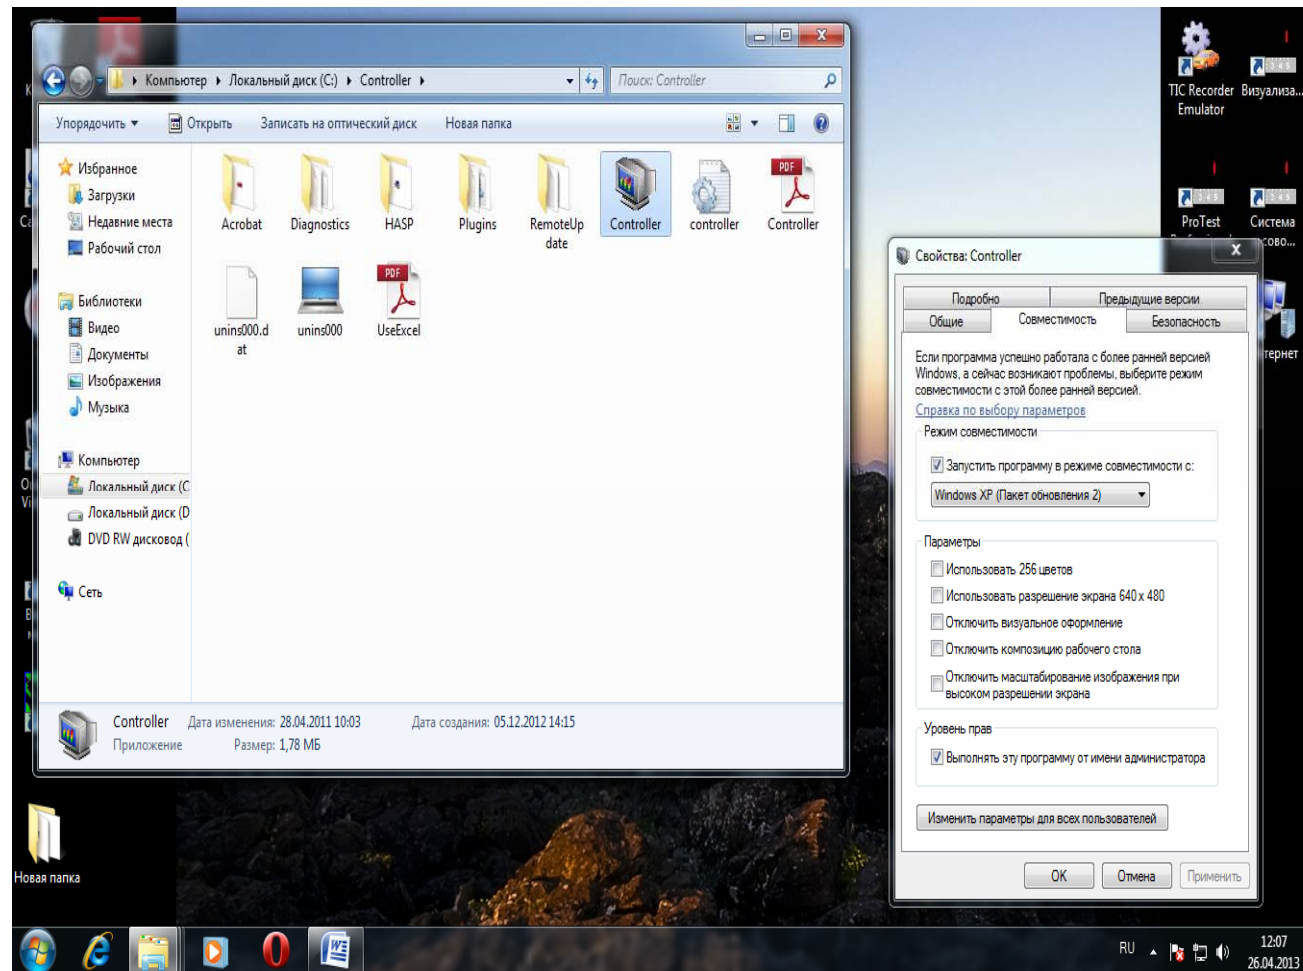 Компьютер ▸ Локальный диск (C:) ▸ Controller ▸
Поиск: Controller
Упорядочить
Открыть
Записать на оптический диск
Новая папка
Избранное
Загрузки
Недавние места
Рабочий стол
Библиотеки
Видео
Документы
Изображения
Музыка
Компьютер
Локальный диск (C
Локальный диск (D
DVD RW дисковод (
Сеть
Acrobat
Diagnostics
HASP
Plugins
RemoteUp
date
Controller
controller
PDF
Controller
unins000.d
at
unins000
PDF
UseExcel
Controller
Дата изменения: 28.04.2011 10:03
Дата создания: 05.12.2012 14:15
Приложение
Размер: 1,78 МБ
TIC Recorder
Emulator
Визуализа...
ProTest
Система
Свойства: Controller
Подробно
Предыдущие версии
Общие
Совместимость
Безопасность
Если программа успешно работала с более ранней версией
Windows, а сейчас возникают проблемы, выберите режим
совместимости с этой более ранней версией.
Справка по выбору параметров
Режим совместимости
Запустить программу в режиме совместимости с:
Windows XP (Пакет обновления 2)
Параметры
Использовать 256 цветов
Использовать разрешение экрана 640 x 480
Отключить визуальное оформление
Отключить композицию рабочего стола
Отключить масштабирование изображения при
высоком разрешении экрана
Уровень прав
Выполнять эту программу от имени администратора
Изменить параметры для всех пользователей
OK
Отмена
Применить
тернет
Новая папка
RU
12:07
26.04.2013